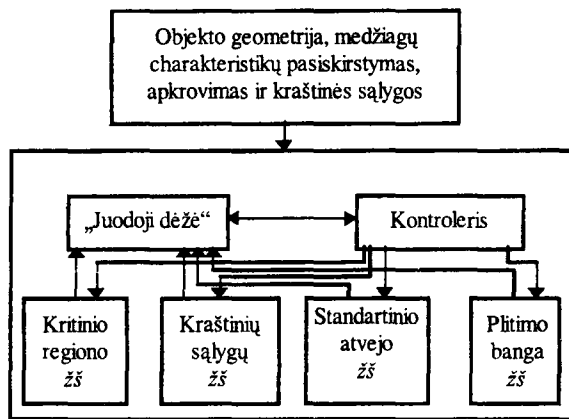 Objekto geometrija, medžiagų
charakteristikų pasiskirstymas,
apkrovimas ir kraštinės sąlygos
„Juodoji dėžė“
Kontroleris
Kritinio
regiono
žš
Kraštinių
sąlygų
žš
Standartinio
atvejo
žš
Plitimo
banga
žš